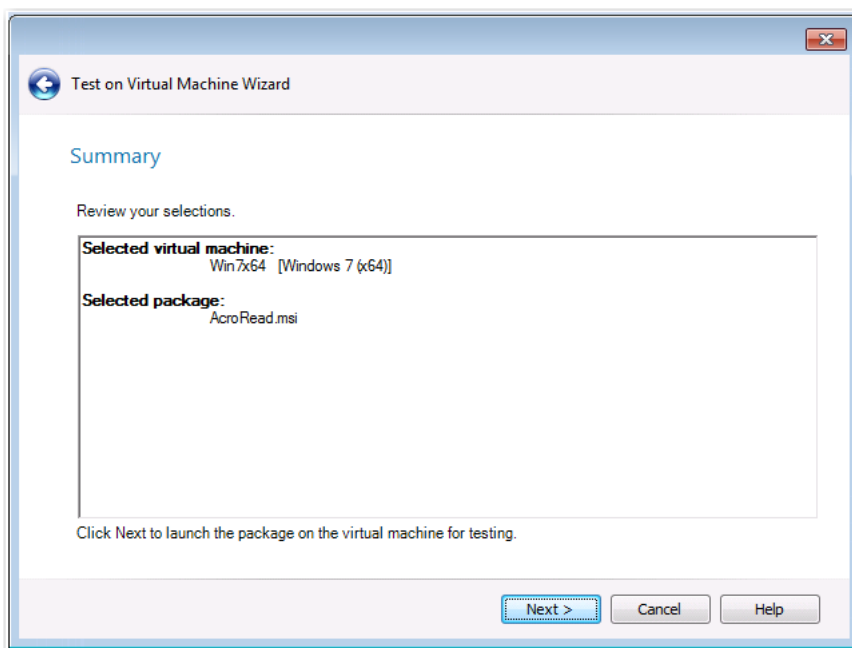 Test on Virtual Machine Wizard
Summary
Review your selections.
Selected virtual machine:
Win7x64 [Windows 7 (x64)]
Selected package:
AcroRead.msi
Click Next to launch the package on the virtual machine for testing.
Next > Cancel Help